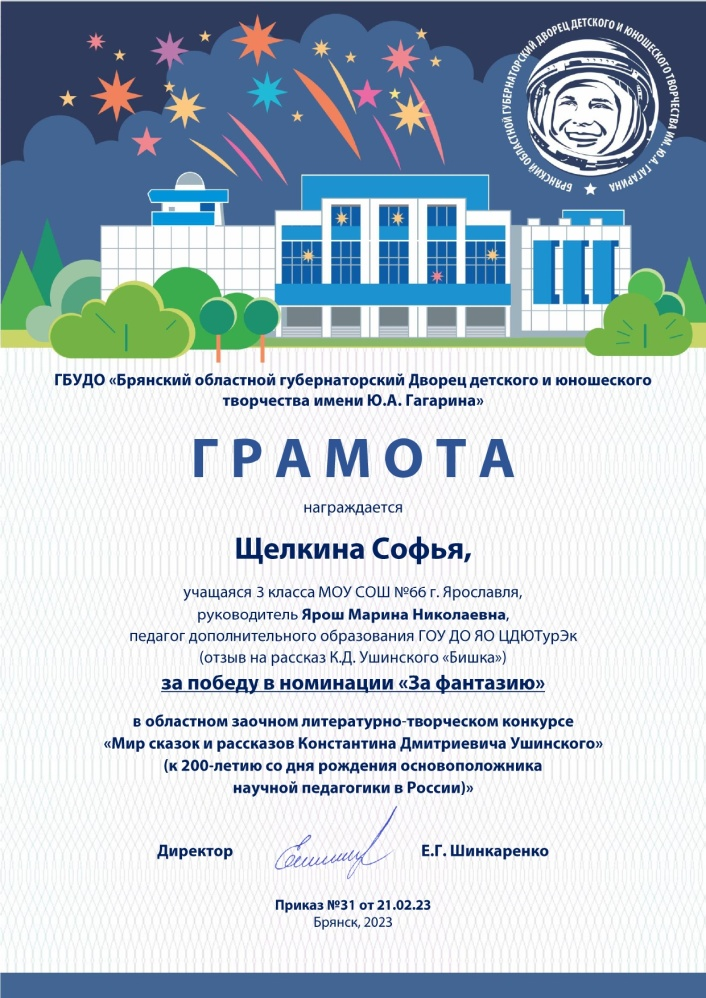 БРЯНСКИЙ ОБЛАСТНОЙ ГУБЕРНАТОРСКИЙ ДВОРЕЦ ДЕТСКОГО И ЮНОШЕСКОГО ТВОРЧЕСТВА ИМ. Ю.А. ГАГАРИНА
ГБУДО «Брянский областной губернаторский Дворец детского и юношеского
творчества имени Ю.А. Гагарина»
ГРАМОТА
награждается
Щелкина Софья,
учащаяся 3 класса МОУ СОШ №66 г. Ярославля,
руководитель Ярош Марина Николаевна,
педагог дополнительного образования ГОУ ДО ЯО ЦДЮТурЭк
(отзыв на рассказ К.Д. Ушинского «Бишка»)
за победу в номинации «За фантазию»
в областном заочном литературно-творческом конкурсе
«Мир сказок и рассказов Константина Дмитриевича Ушинского»
(к 200-летию со дня рождения основоположника
научной педагогики в России)»
Директор Е.Г. Шинкаренко
Приказ №31 от 21.02.23
Брянск, 2023